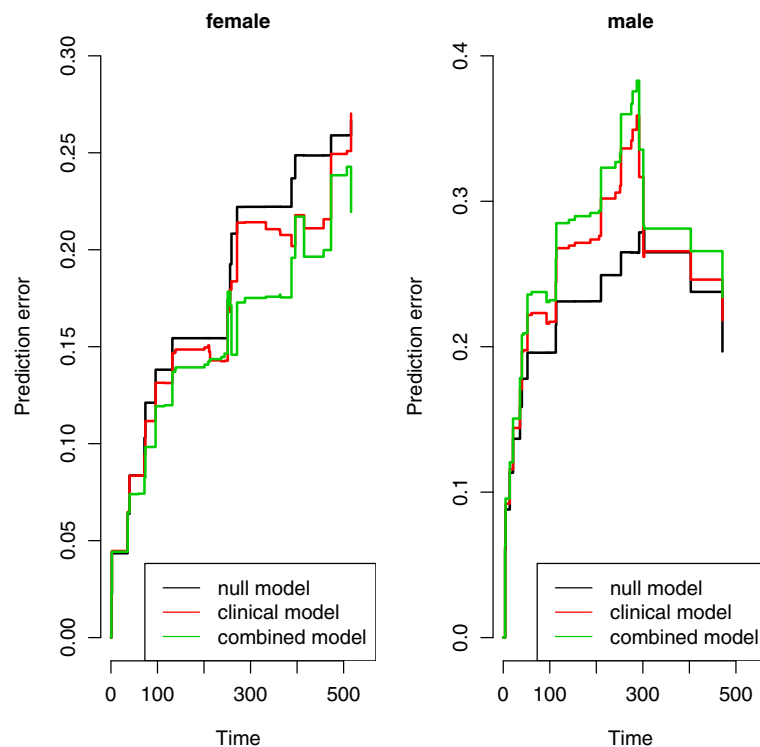 female
Prediction error
0.30
0.25
0.20
0.15
0.10
0.05
0.00
null model
clinical model
combined model
0 100 300 500
Time
male
Prediction error
0.4
0.3
0.2
0.1
0.0
null model
clinical model
combined model
0 100 300 500
Time